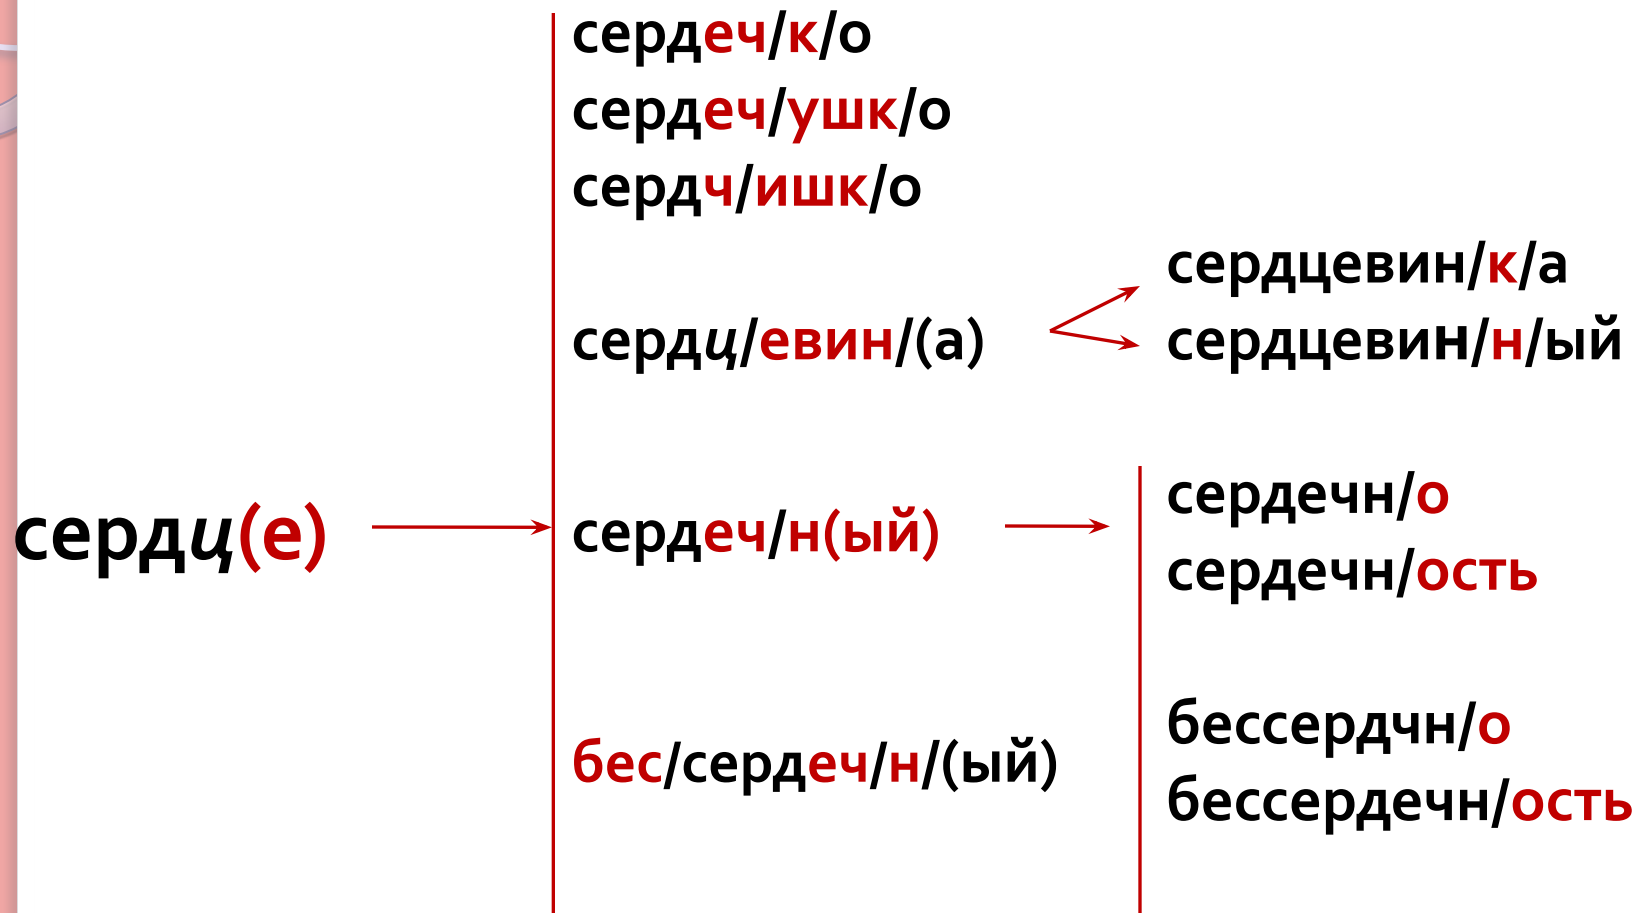 сердеч/к/о
сердеч/ушк/о
сердч/ишк/о
сердцевин/к/а
сердц/евин/(а)
сердцевин/н/ый
сердц(е)
сердеч/н(ый)
сердечн/о
сердечн/ость
бес/сердеч/н/(ый)
бессердчн/о
бессердечн/ость